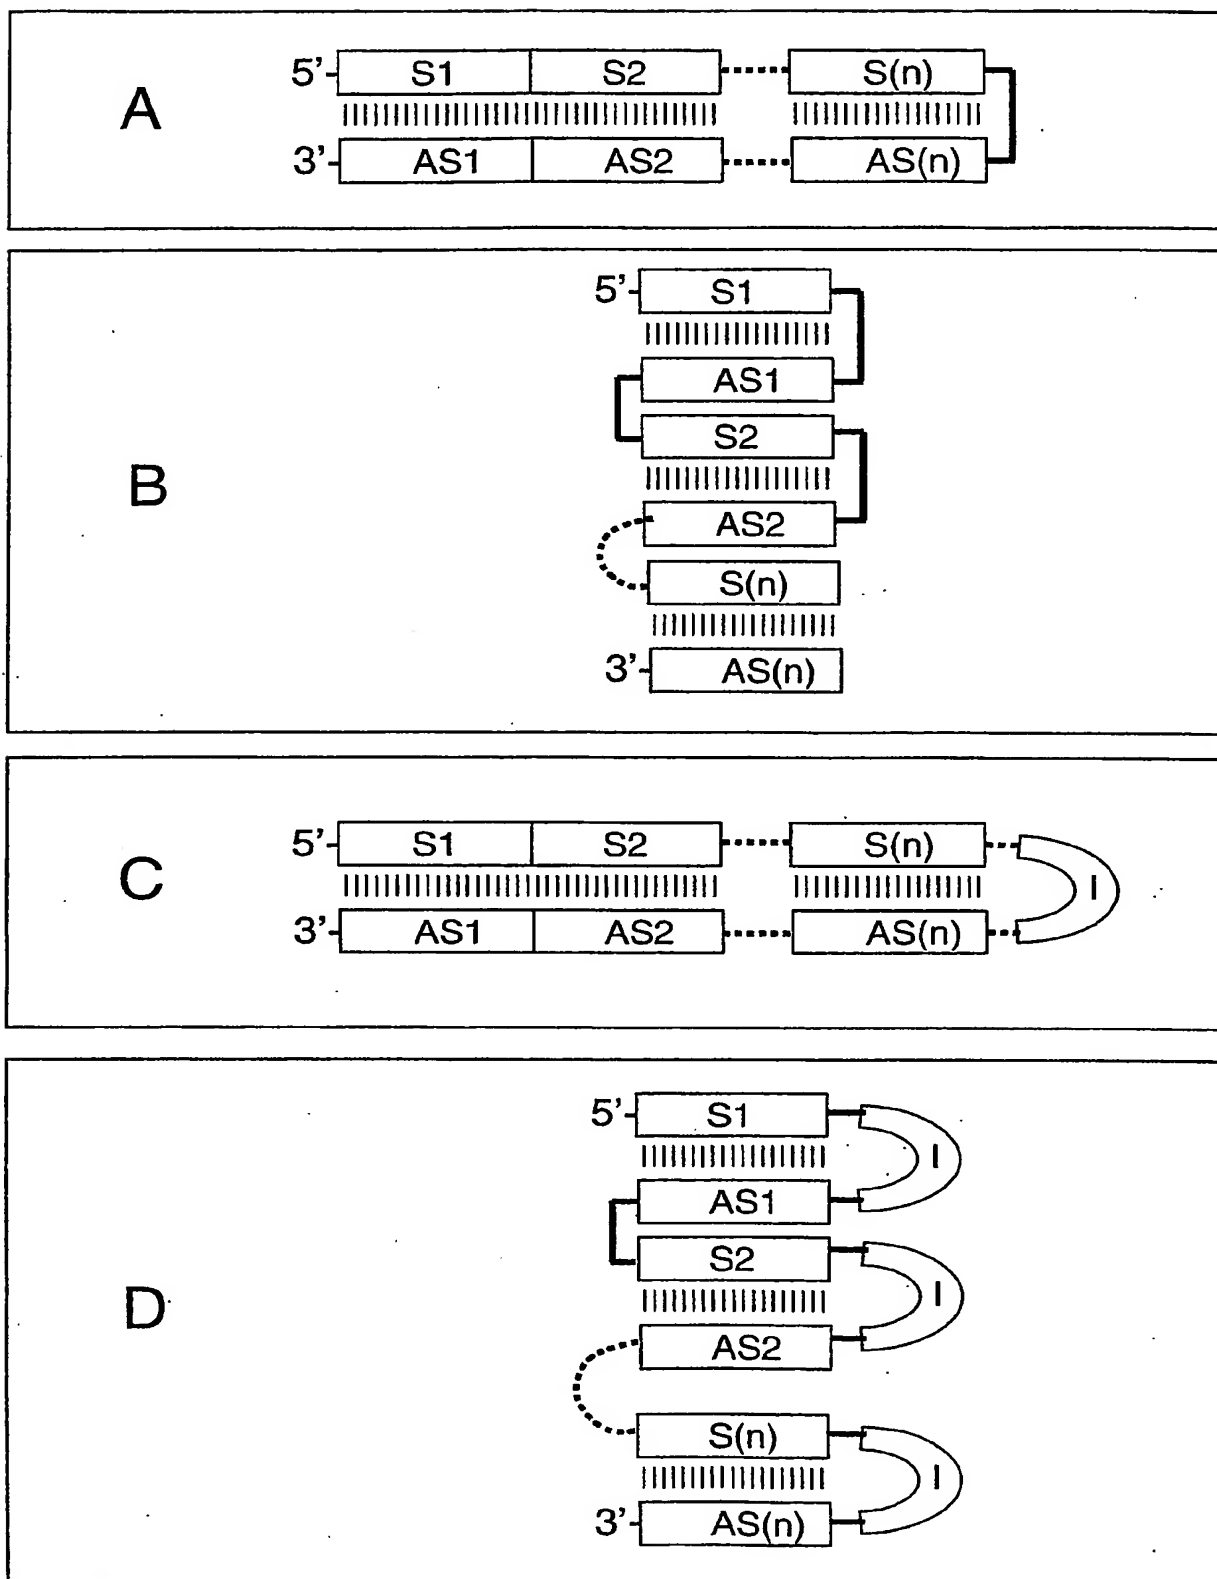 A
5'- S1 S2 S(n)
3'- AS1 AS2 AS(n)
B
5'- S1
AS1
S2
AS2
S(n)
3'- AS(n)
C
5'- S1 S2 S(n)
I
3'- AS1 AS2 AS(n)
D
5'- S1
I
AS1
S2
I
AS2
S(n)
I
3'- AS(n)